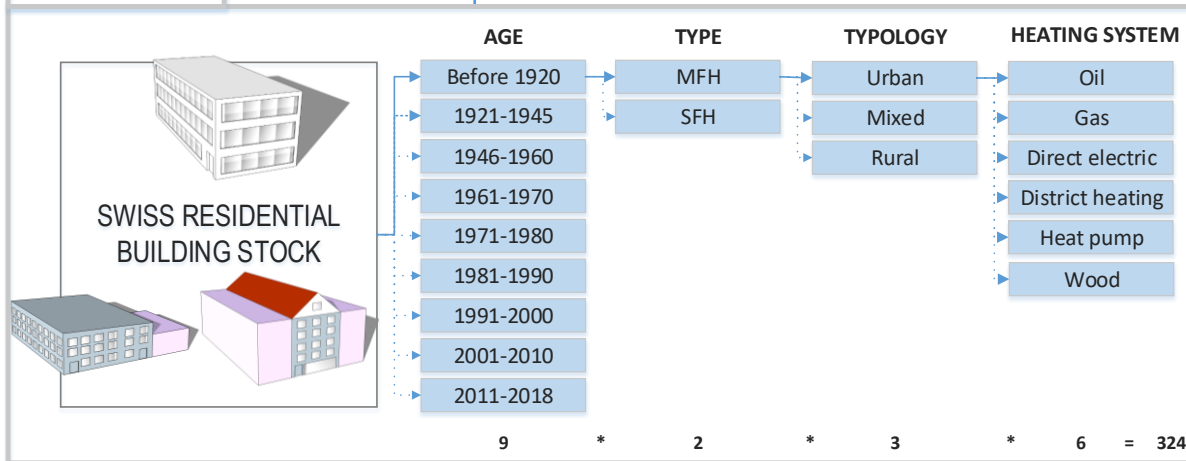 AGE TYPE TYPOLOGY HEATING SYSTEM
SWISS RESIDENTIAL
BUILDING STOCK
Before 1920 MFH Urban Oil
1921-1945 SFH Mixed Gas
1946-1960 Rural Direct electric
1961-1970 District heating
1971-1980 Heat pump
1981-1990 Wood
1991-2000
2001-2010
2011-2018
9 * 2 * 3 * 6 = 324